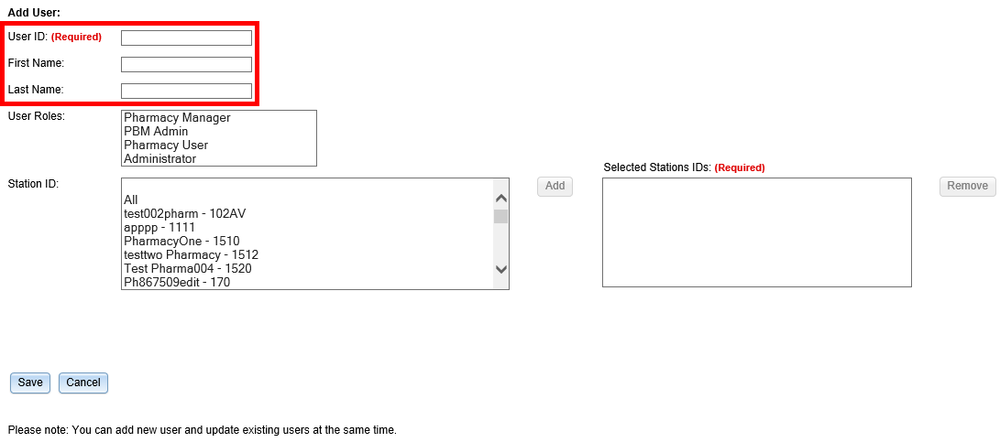 Add User:
User ID: (Required)
First Name:
Last Name:
User Roles:
Pharmacy Manager
PBM Admin
Pharmacy User
Administrator
Station ID:
All
test002pharm - 102AV
apppp - 1111
PharmacyOne - 1510
testtwo Pharmacy - 1512
Test Pharma004 - 1520
Ph867509edit - 170
Add
Selected Stations IDs: (Required)
Remove
Save Cancel
Please note: You can add new user and update existing users at the same time.